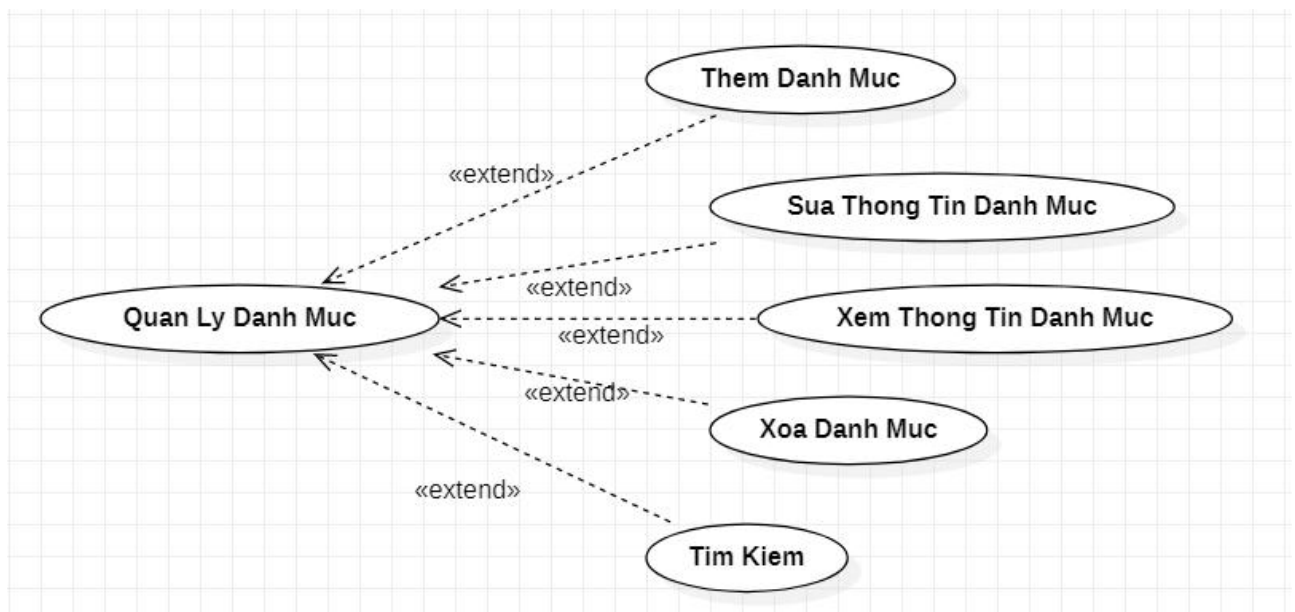 Them Danh Muc
«extend»
Sua Thong Tin Danh Muc
«extend»
Quan Ly Danh Muc
Xem Thong Tin Danh Muc
«extend»
«extend»
Xoa Danh Muc
«extend»
Tim Kiem